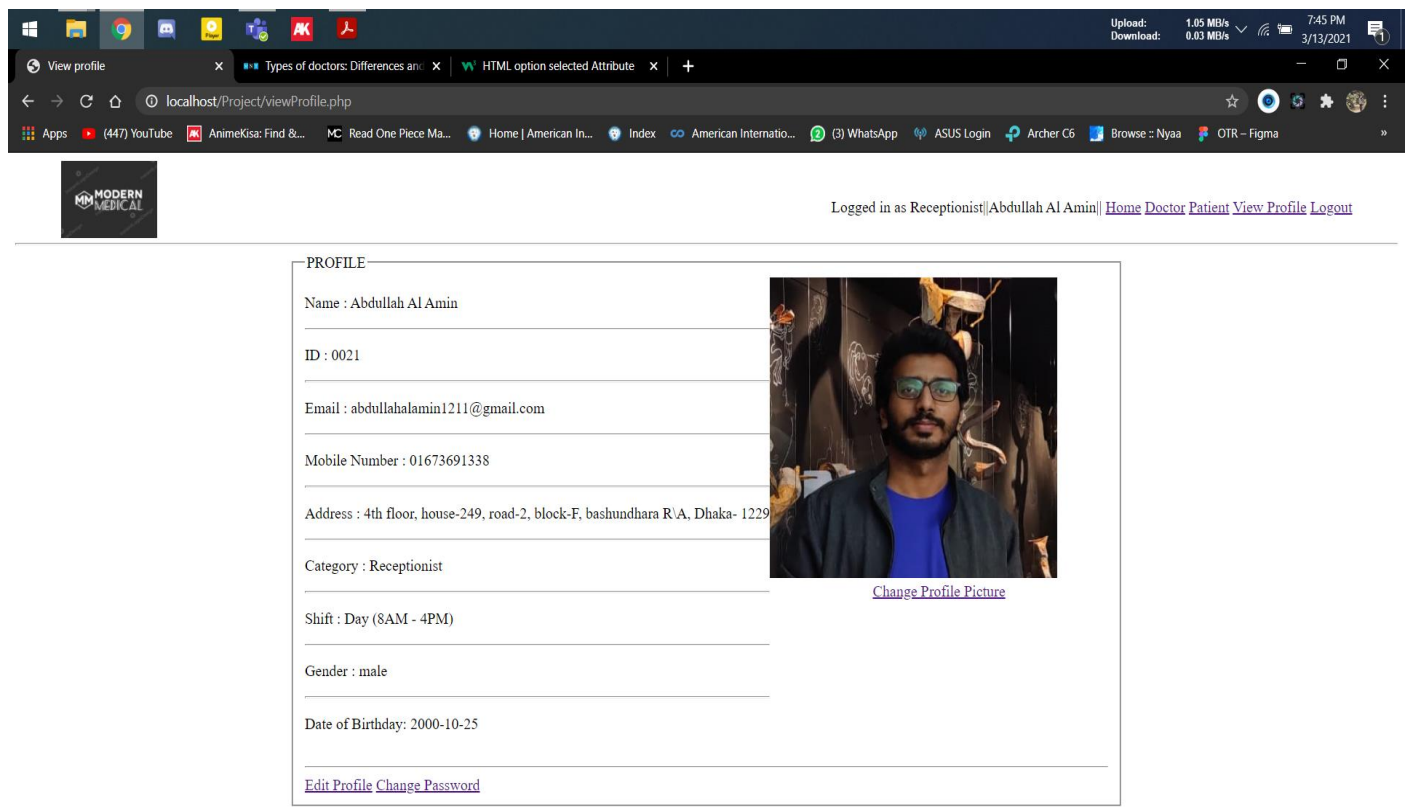 Upload: 1.05 MB/s
Download: 0.03 MB/s
7:45 PM
3/13/2021
1
View profile
Types of doctors: Differences and
HTML option selected Attribute
localhost/Project/viewProfile.php
Apps (447) YouTube AnimeKisa: Find &... Read One Piece Ma... Home | American In... Index American Internatio... (3) WhatsApp ASUS Login Archer C6 Browse :: Nyaa OTR – Figma »
MM MODERN
MEDICAL
Logged in as Receptionist||Abdullah Al Amin|| Home Doctor Patient View Profile Logout
PROFILE
Name : Abdullah Al Amin
ID : 0021
Email : abdullahalamin1211@gmail.com
Mobile Number : 01673691338
Address : 4th floor, house-249, road-2, block-F, bashundhara R\A, Dhaka- 1229
Category : Receptionist
Shift : Day (8AM - 4PM)
Gender : male
Date of Birthday: 2000-10-25
Change Profile Picture
Edit Profile Change Password